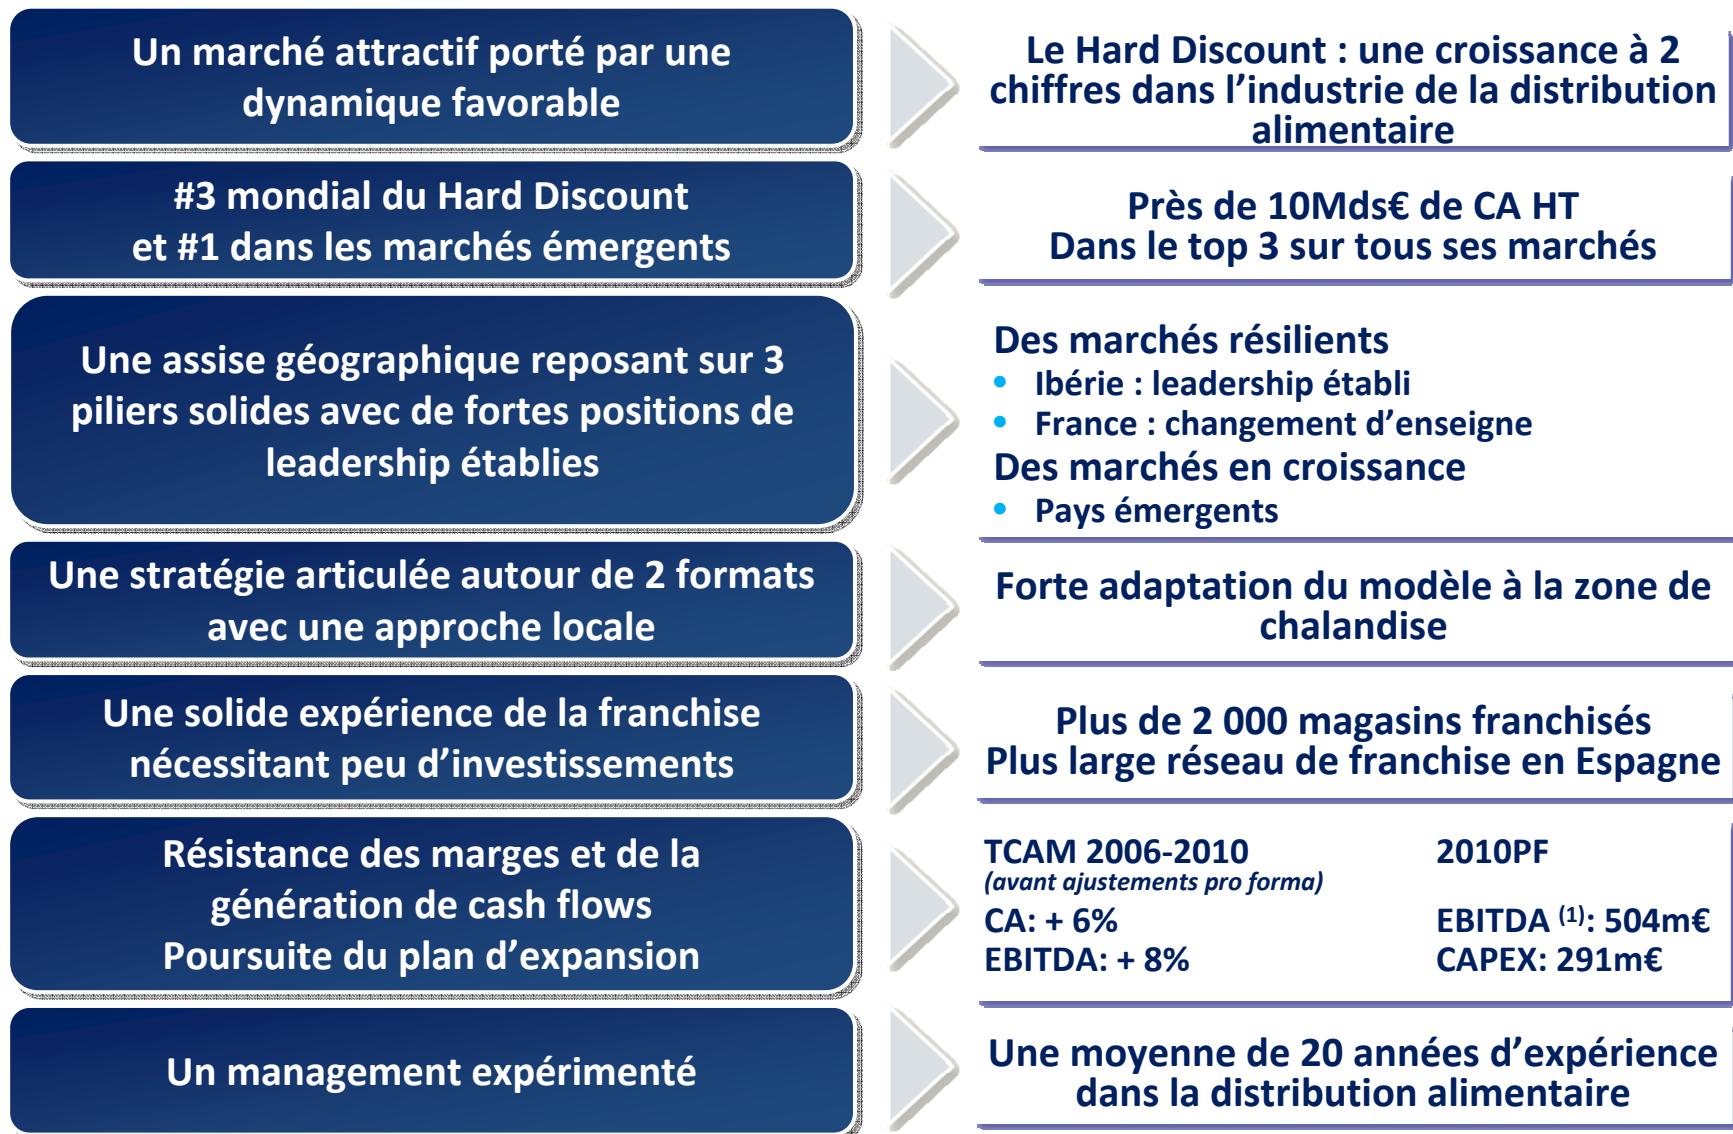 Un marché attractif porté par une
dynamique favorable
Le Hard Discount : une croissance à 2
chiffres dans l’industrie de la distribution
alimentaire
#3 mondial du Hard Discount
et #1 dans les marchés émergents
Près de 10Mds€ de CA HT
Dans le top 3 sur tous ses marchés
Une assise géographique reposant sur 3
piliers solides avec de fortes positions de
leadership établies
Des marchés résilients
• Ibérie : leadership établi
• France : changement d’enseigne
Des marchés en croissance
• Pays émergents
Une stratégie articulée autour de 2 formats
avec une approche locale
Forte adaptation du modèle à la zone de
chalandise
Une solide expérience de la franchise
nécessitant peu d’investissements
Plus de 2 000 magasins franchisés
Plus large réseau de franchise en Espagne
Résistance des marges et de la
génération de cash flows
Poursuite du plan d’expansion
TCAM 2006-2010 2010PF
(avant ajustements pro forma)
CA: + 6% EBITDA (1): 504m€
EBITDA: + 8% CAPEX: 291m€
Un management expérimenté
Une moyenne de 20 années d’expérience
dans la distribution alimentaire